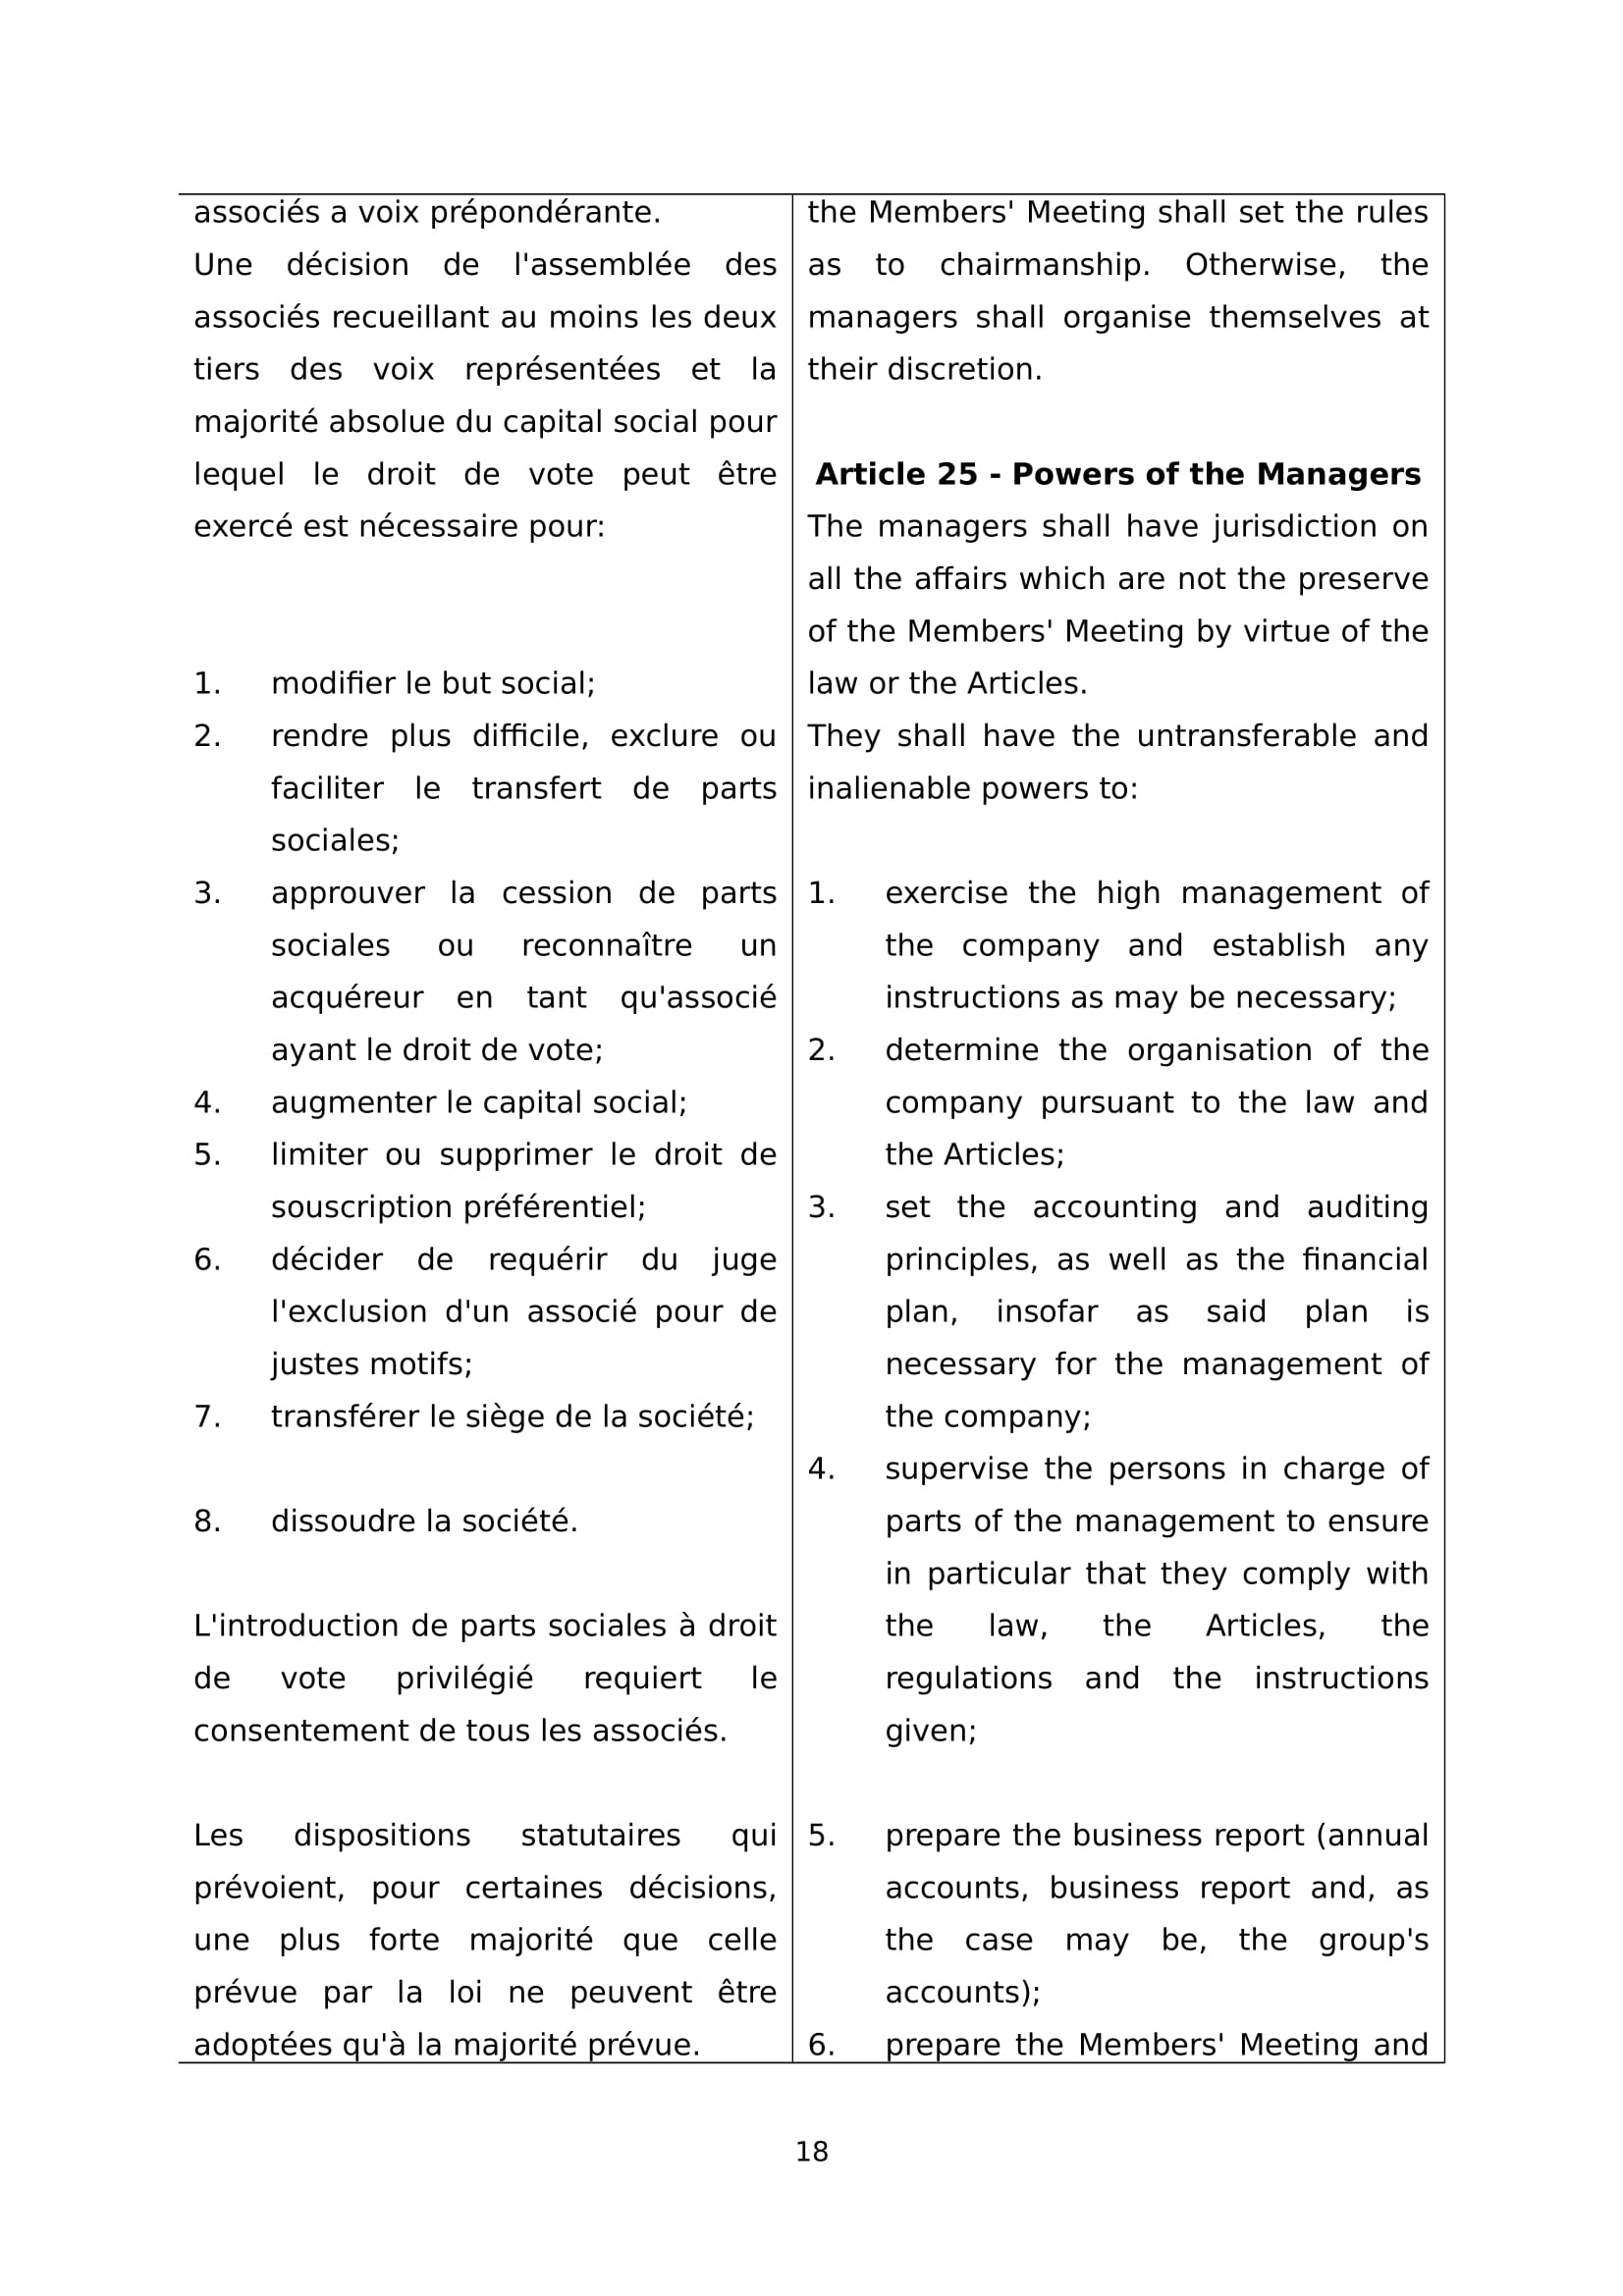 associés a voix prépondérante.
Une décision de l'assemblée des
associés recueillant au moins les deux
tiers des voix représentées et la
majorité absolue du capital social pour
lequel le droit de vote peut être
exercé est nécessaire pour:
1. modifier le but social;
2. rendre plus difficile, exclure ou
faciliter le transfert de parts
sociales;
3. approuver la cession de parts
sociales ou reconnaître un
acquéreur en tant qu'associé
ayant le droit de vote;
4. augmenter le capital social;
5. limiter ou supprimer le droit de
souscription préférentiel;
6. décider de requérir du juge
l'exclusion d'un associé pour de
justes motifs;
7. transférer le siège de la société;
8. dissoudre la société.
L'introduction de parts sociales à droit
de vote privilégié requiert le
consentement de tous les associés.
Les dispositions statutaires qui
prévoient, pour certaines décisions,
une plus forte majorité que celle
prévue par la loi ne peuvent être
adoptées qu'à la majorité prévue.
the Members' Meeting shall set the rules
as to chairmanship. Otherwise, the
managers shall organise themselves at
their discretion.
Article 25 - Powers of the Managers
The managers shall have jurisdiction on
all the affairs which are not the preserve
of the Members' Meeting by virtue of the
law or the Articles.
They shall have the untransferable and
inalienable powers to:
1. exercise the high management of
the company and establish any
instructions as may be necessary;
2. determine the organisation of the
company pursuant to the law and
the Articles;
3. set the accounting and auditing
principles, as well as the financial
plan, insofar as said plan is
necessary for the management of
the company;
4. supervise the persons in charge of
parts of the management to ensure
in particular that they comply with
the law, the Articles, the
regulations and the instructions
given;
5. prepare the business report (annual
accounts, business report and, as
the case may be, the group's
accounts);
6. prepare the Members' Meeting and
18